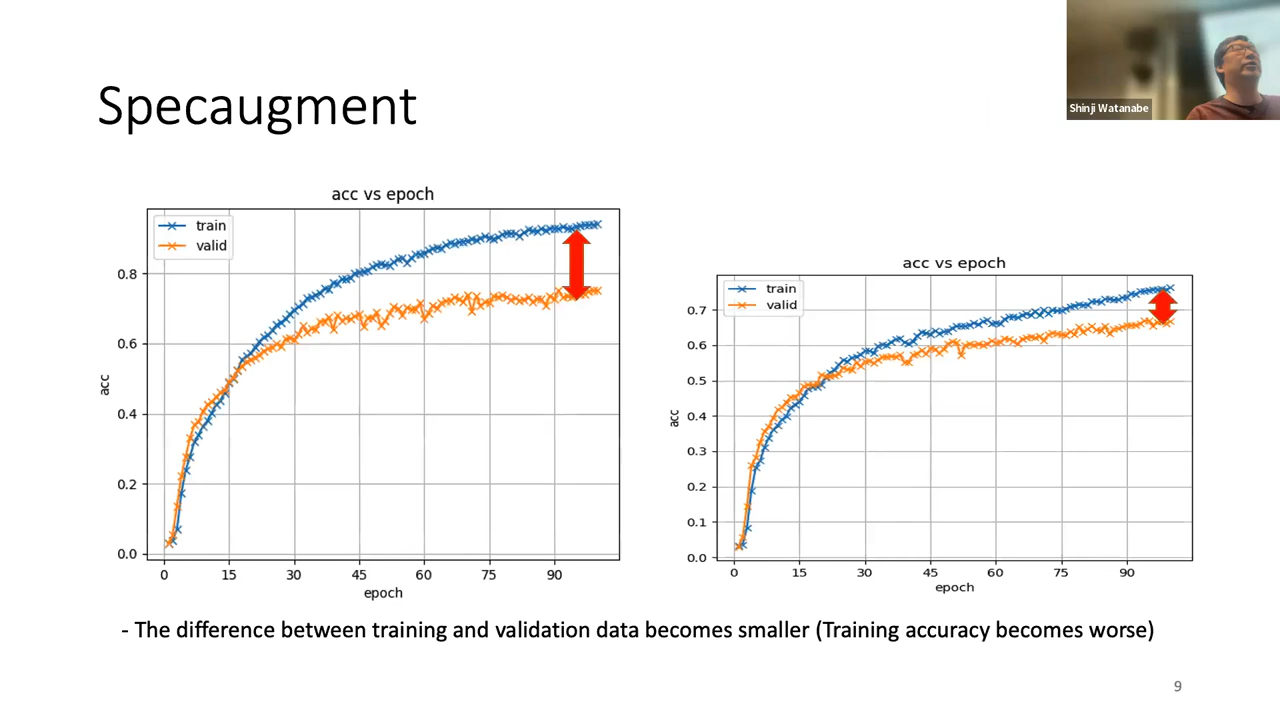 Shinji Watanabe
Specaugment
acc vs epoch
train
valid
0.8
0.6
0.4
0.2
0.0
acc
0 15 30 45 60 75 90
epoch
acc vs epoch
train
valid
0.7
0.6
0.5
0.4
0.3
0.2
0.1
0.0
acc
0 15 30 45 60 75 90
epoch
- The difference between training and validation data becomes smaller (Training accuracy becomes worse)
9